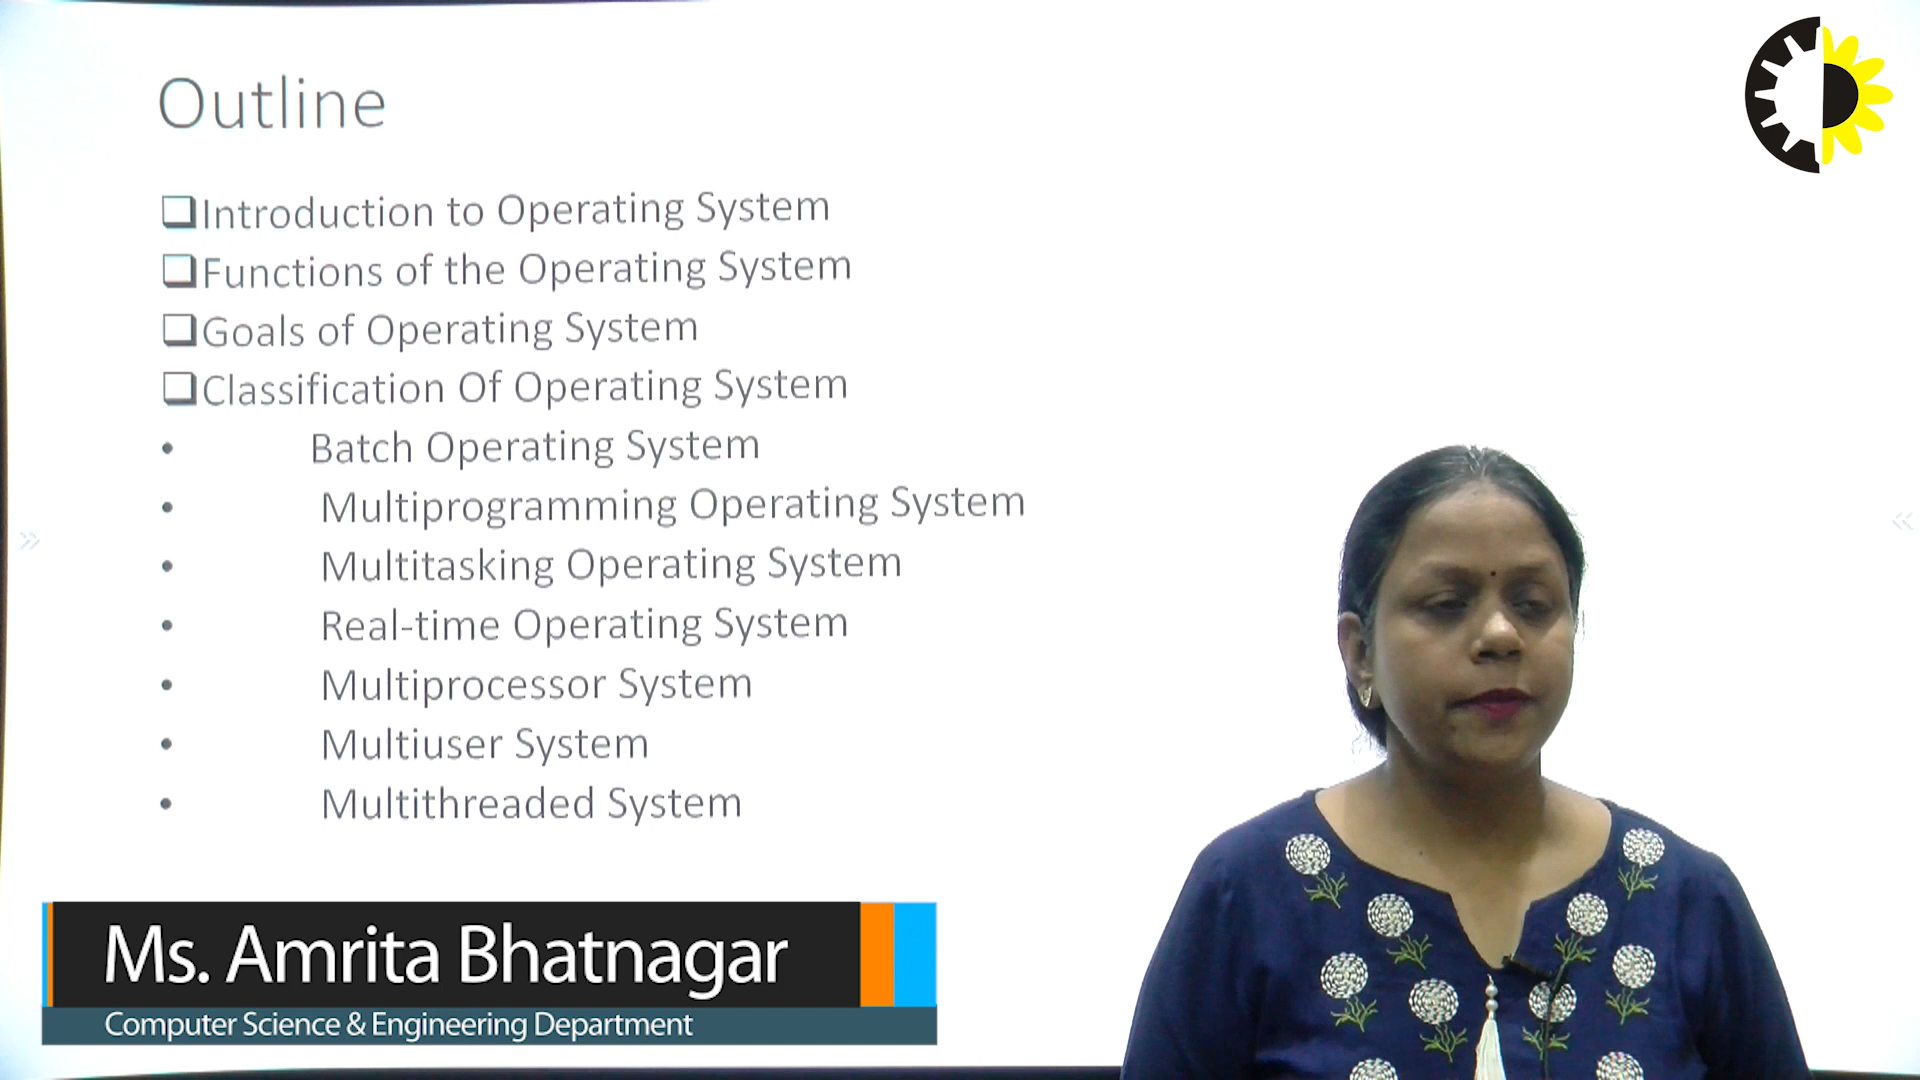 Outline
❑Introduction to Operating System
❑Functions of the Operating System
❑Goals of Operating System
❑Classification Of Operating System
• Batch Operating System
• Multiprogramming Operating System
• Multitasking Operating System
• Real-time Operating System
• Multiprocessor System
• Multiuser System
• Multithreaded System
Ms. Amrita Bhatnagar
Computer Science & Engineering Department